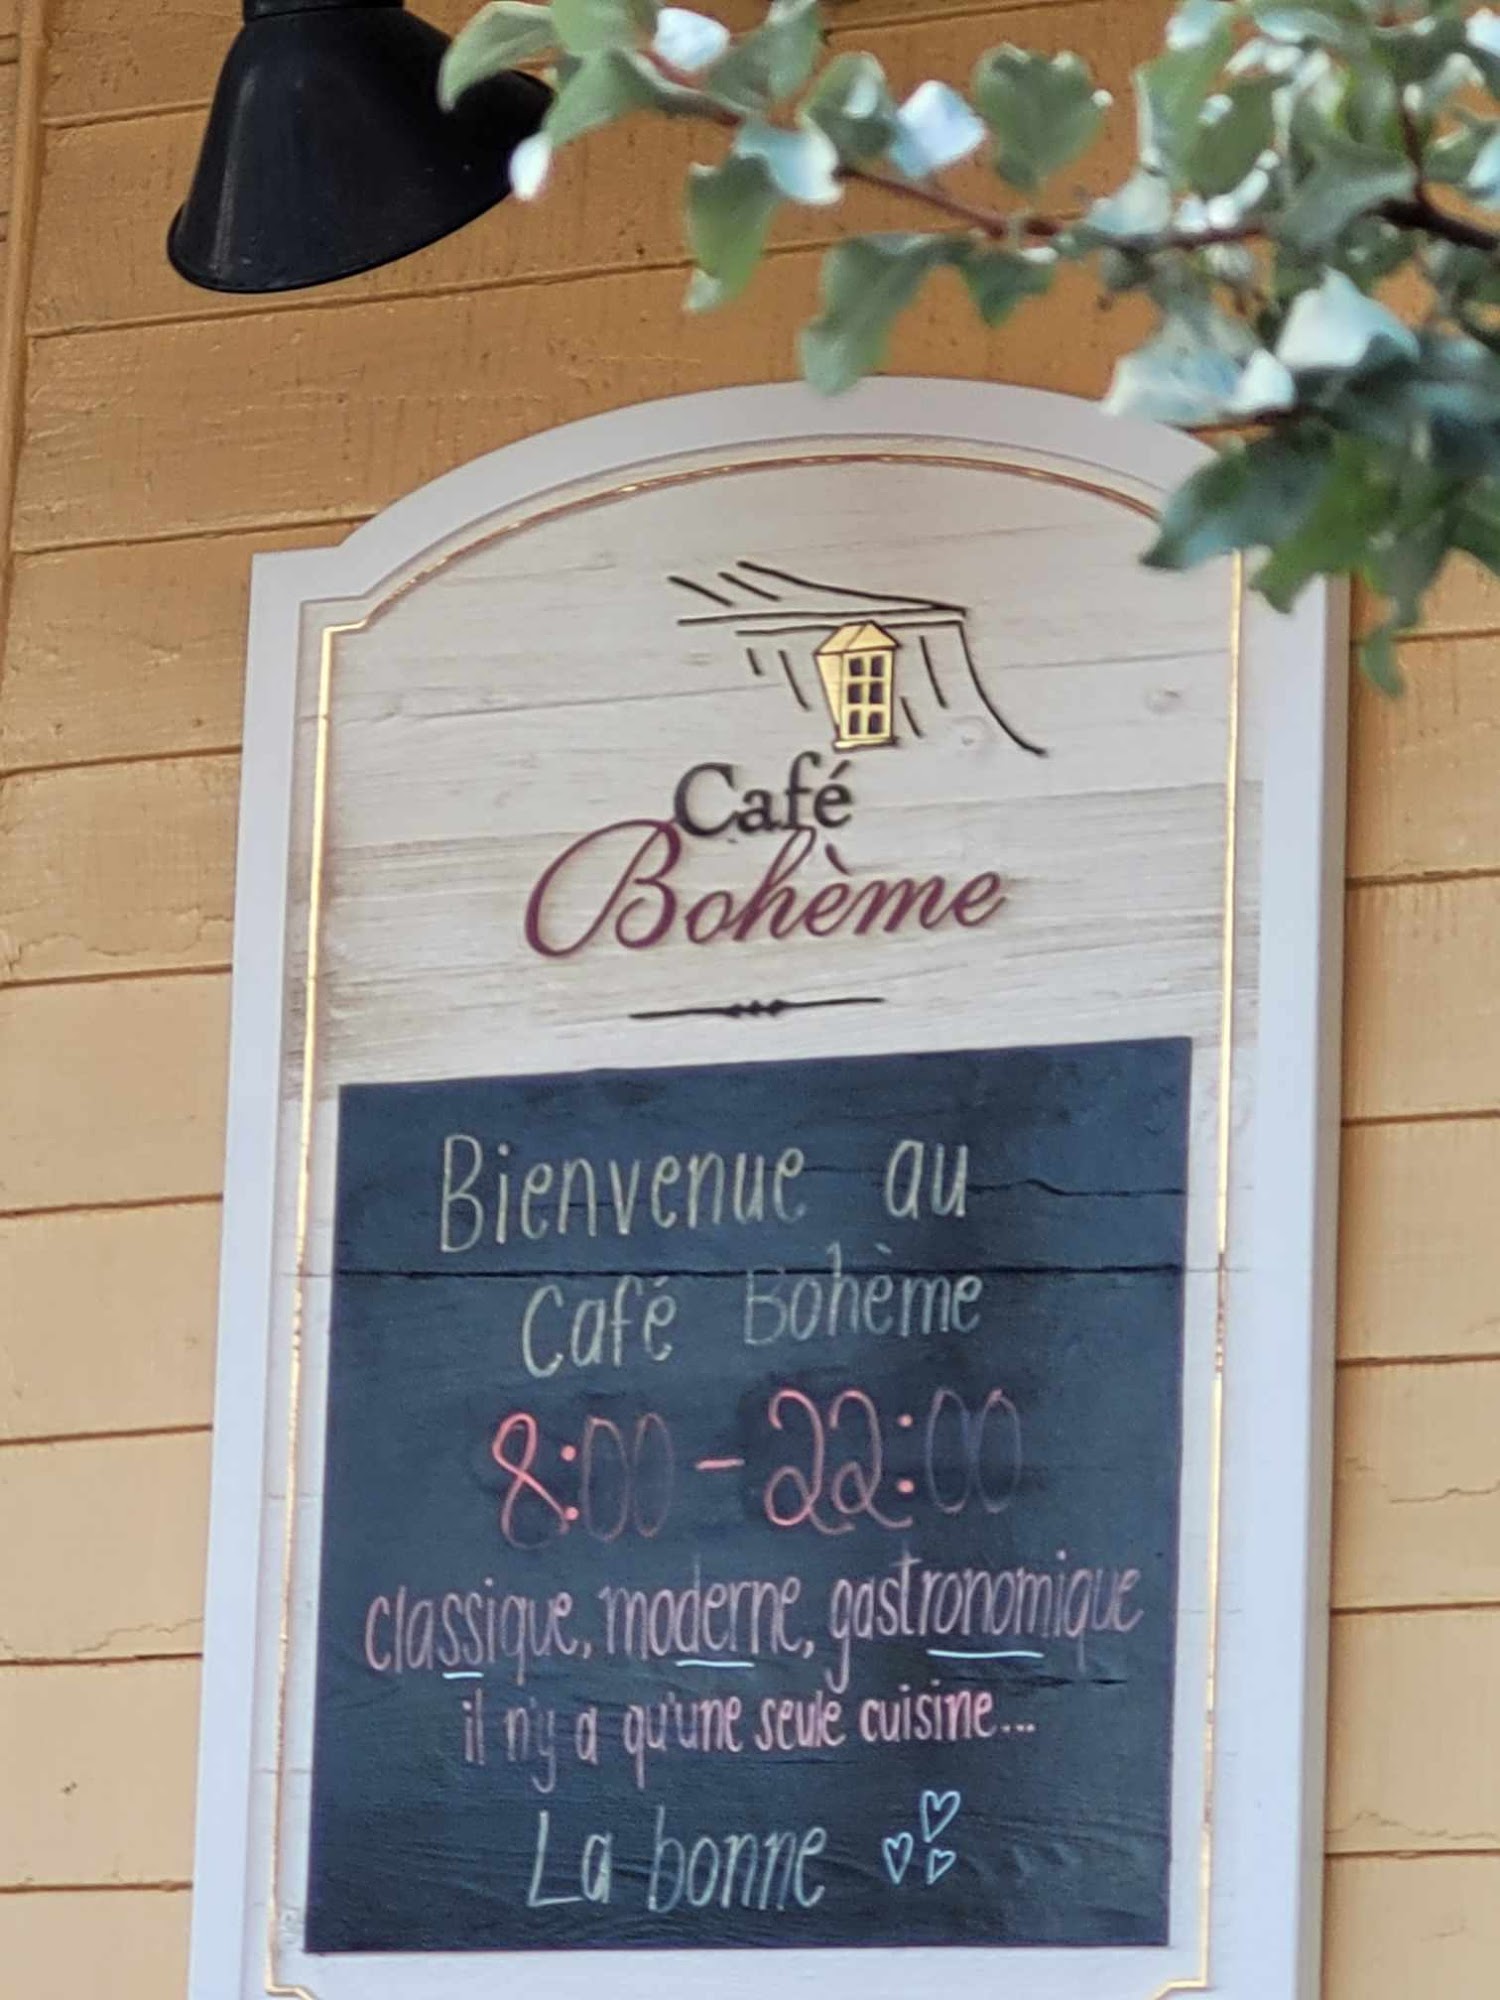 Café
Bohème
Bienvenue au
Café Bohème
8:00 - 22:00
classique, moderne, gastronomique
il n'y a qu'une seule cuisine...
La bonne